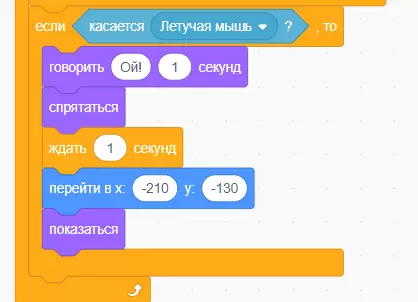 если касается Летучая мышь ? , то
говорить Ой! 1 секунд
спрятаться
ждать 1 секунд
перейти в x: -210 y: -130
показаться